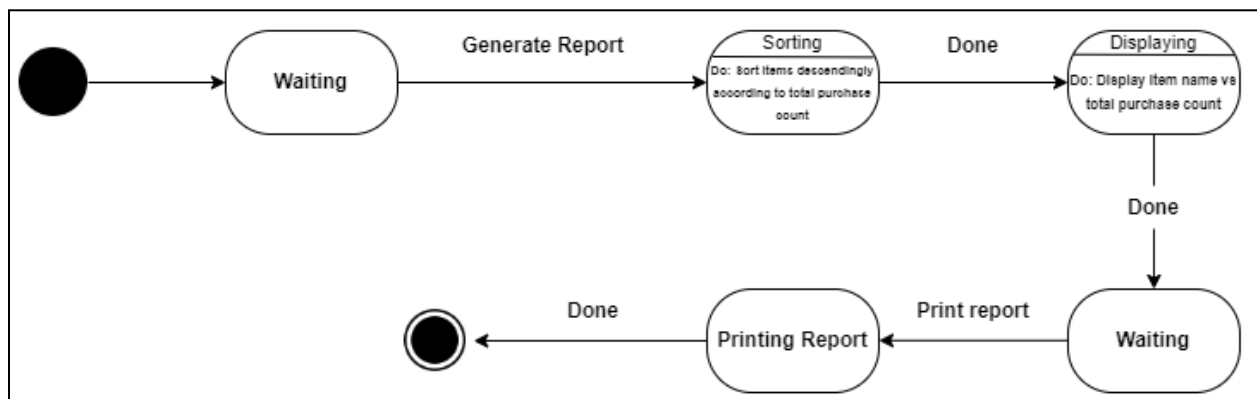 Generate Report
Sorting
Done
Displaying
Waiting
Do: Sort items descendingly
according to total purchase
count
Do: Display item name vs
total purchase count
Done
Done
Print report
Printing Report
Waiting